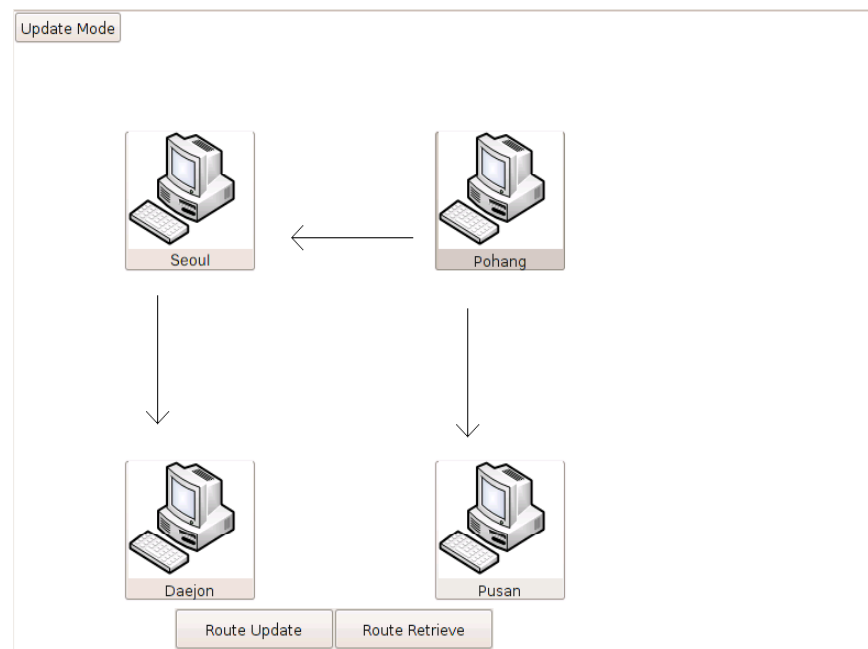 Update Mode
Seoul
Pohang
Daejon
Pusan
Route Update
Route Retrieve